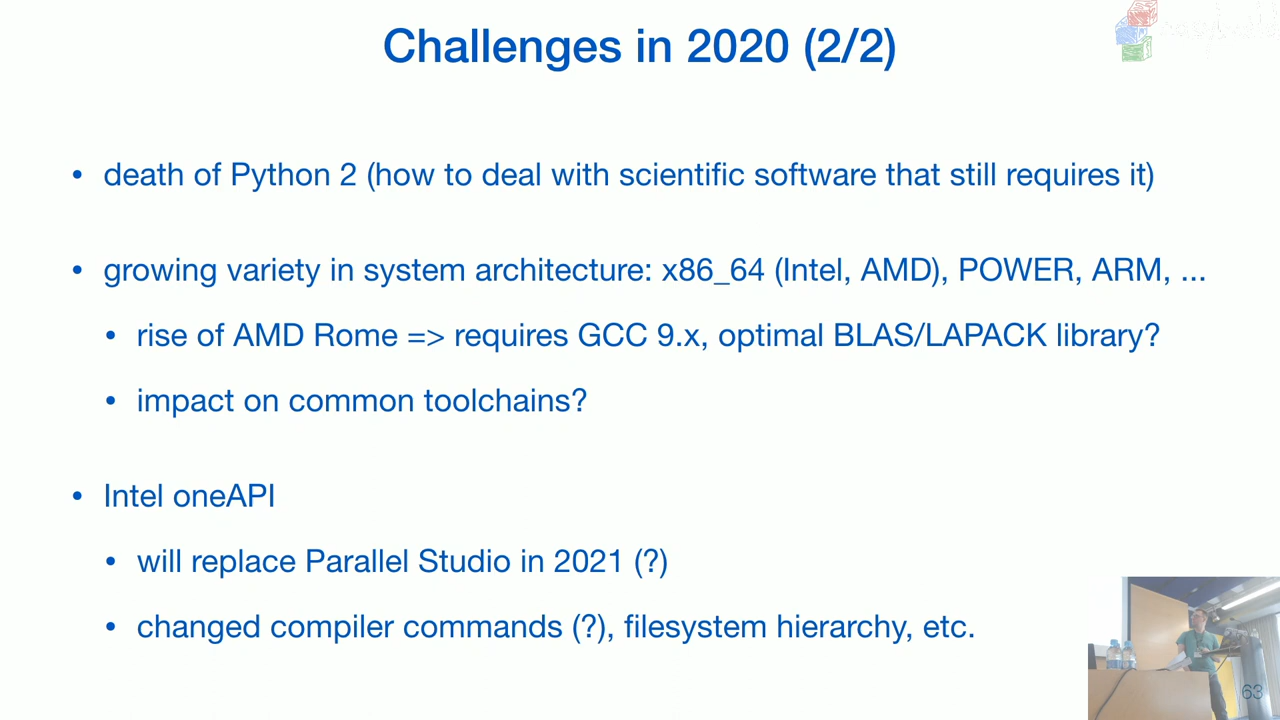 Challenges in 2020 (2/2)
• death of Python 2 (how to deal with scientific software that still requires it)
• growing variety in system architecture: x86_64 (Intel, AMD), POWER, ARM, ...
• rise of AMD Rome => requires GCC 9.x, optimal BLAS/LAPACK library?
• impact on common toolchains?
• Intel oneAPI
• will replace Parallel Studio in 2021 (?)
• changed compiler commands (?), filesystem hierarchy, etc.
63